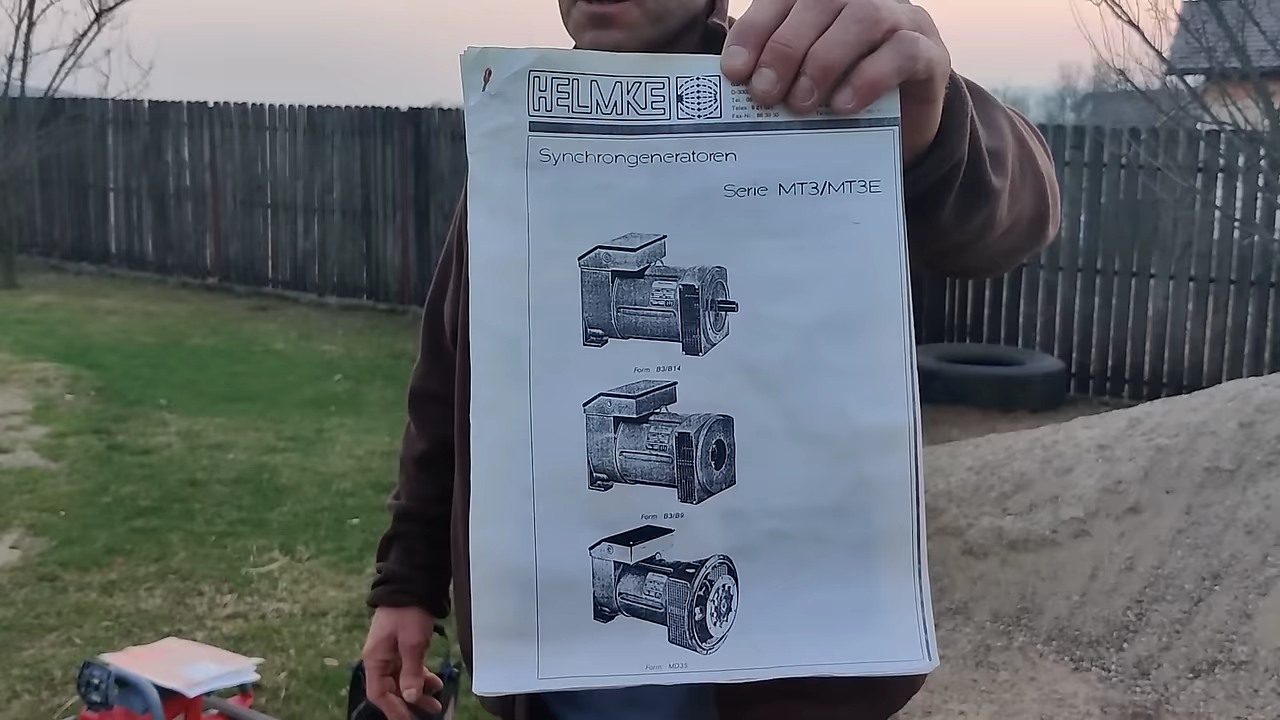 HELMKE
Synchrongeneratoren
Serie MT3/MT3E
Form B3/B14
Form B3/B9
Form MD35